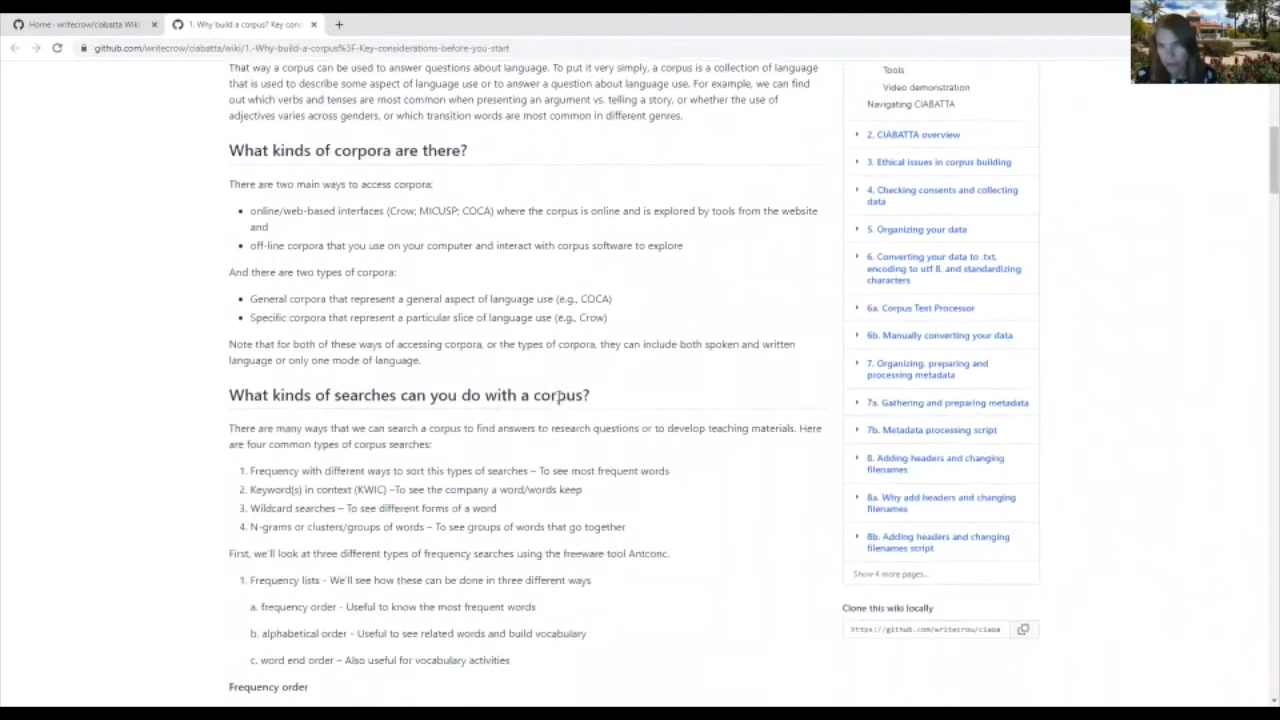 Home · writecrow/ciabatta Wiki
1. Why build a corpus? Key con
github.com/writecrow/ciabatta/wiki/1.-Why-build-a-corpus%3F-Key-considerations-before-you-start
That way a corpus can be used to answer questions about language. To put it very simply, a corpus is a collection of language
that is used to describe some aspect of language use or to answer a question about language use. For example, we can find
out which verbs and tenses are most common when presenting an argument vs. telling a story, or whether the use of
adjectives varies across genders, or which transition words are most common in different genres.
What kinds of corpora are there?
There are two main ways to access corpora:
• online/web-based interfaces (Crow; MICUSP; COCA) where the corpus is online and is explored by tools from the website
and
• off-line corpora that you use on your computer and interact with corpus software to explore
And there are two types of corpora:
• General corpora that represent a general aspect of language use (e.g., COCA)
• Specific corpora that represent a particular slice of language use (e.g., Crow)
Note that for both of these ways of accessing corpora, or the types of corpora, they can include both spoken and written
language or only one mode of language.
What kinds of searches can you do with a corpus?
There are many ways that we can search a corpus to find answers to research questions or to develop teaching materials. Here
are four common types of corpus searches:
1. Frequency with different ways to sort this types of searches – To see most frequent words
2. Keyword(s) in context (KWIC) –To see the company a word/words keep
3. Wildcard searches – To see different forms of a word
4. N-grams or clusters/groups of words – To see groups of words that go together
First, we'll look at three different types of frequency searches using the freeware tool Antconc.
1. Frequency lists - We'll see how these can be done in three different ways
a. frequency order - Useful to know the most frequent words
b. alphabetical order - Useful to see related words and build vocabulary
c. word end order – Also useful for vocabulary activities
Frequency order
Tools
Video demonstration
Navigating CIABATTA
2. CIABATTA overview
3. Ethical issues in corpus building
4. Checking consents and collecting
data
5. Organizing your data
6. Converting your data to .txt,
encoding to utf 8, and standardizing
characters
6a. Corpus Text Processor
6b. Manually converting your data
7. Organizing, preparing and
processing metadata
7a. Gathering and preparing metadata
7b. Metadata processing script
8. Adding headers and changing
filenames
8a. Why add headers and changing
filenames
8b. Adding headers and changing
filenames script
Show 4 more pages...
Clone this wiki locally
https://github.com/writecrow/ciaba